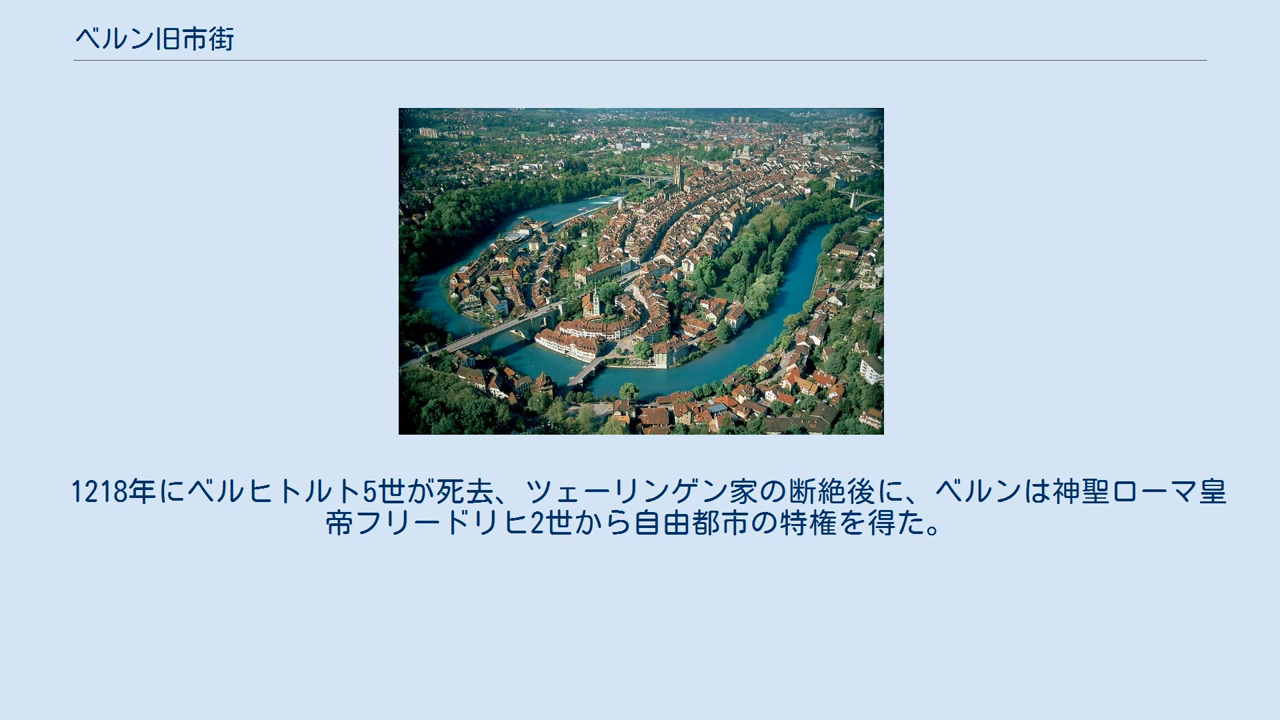 ベルン旧市街
1218年にベルヒトルト5世が死去、ツェーリンゲン家の断絶後に、ベルンは神聖ローマ皇
帝フリードリヒ2世から自由都市の特権を得た。